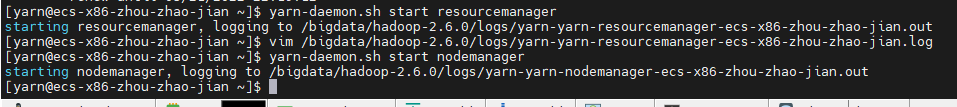 [yarn@ecs-x86-zhou-zhao-jian ~]$ yarn-daemon.sh start resourcemanager
starting resourcemanager, logging to /bigdata/hadoop-2.6.0/logs/yarn-yarn-resourcemanager-ecs-x86-zhou-zhao-jian.out
[yarn@ecs-x86-zhou-zhao-jian ~]$ vim /bigdata/hadoop-2.6.0/logs/yarn-yarn-resourcemanager-ecs-x86-zhou-zhao-jian.log
[yarn@ecs-x86-zhou-zhao-jian ~]$ yarn-daemon.sh start nodemanager
starting nodemanager, logging to /bigdata/hadoop-2.6.0/logs/yarn-yarn-nodemanager-ecs-x86-zhou-zhao-jian.out
[yarn@ecs-x86-zhou-zhao-jian ~]$